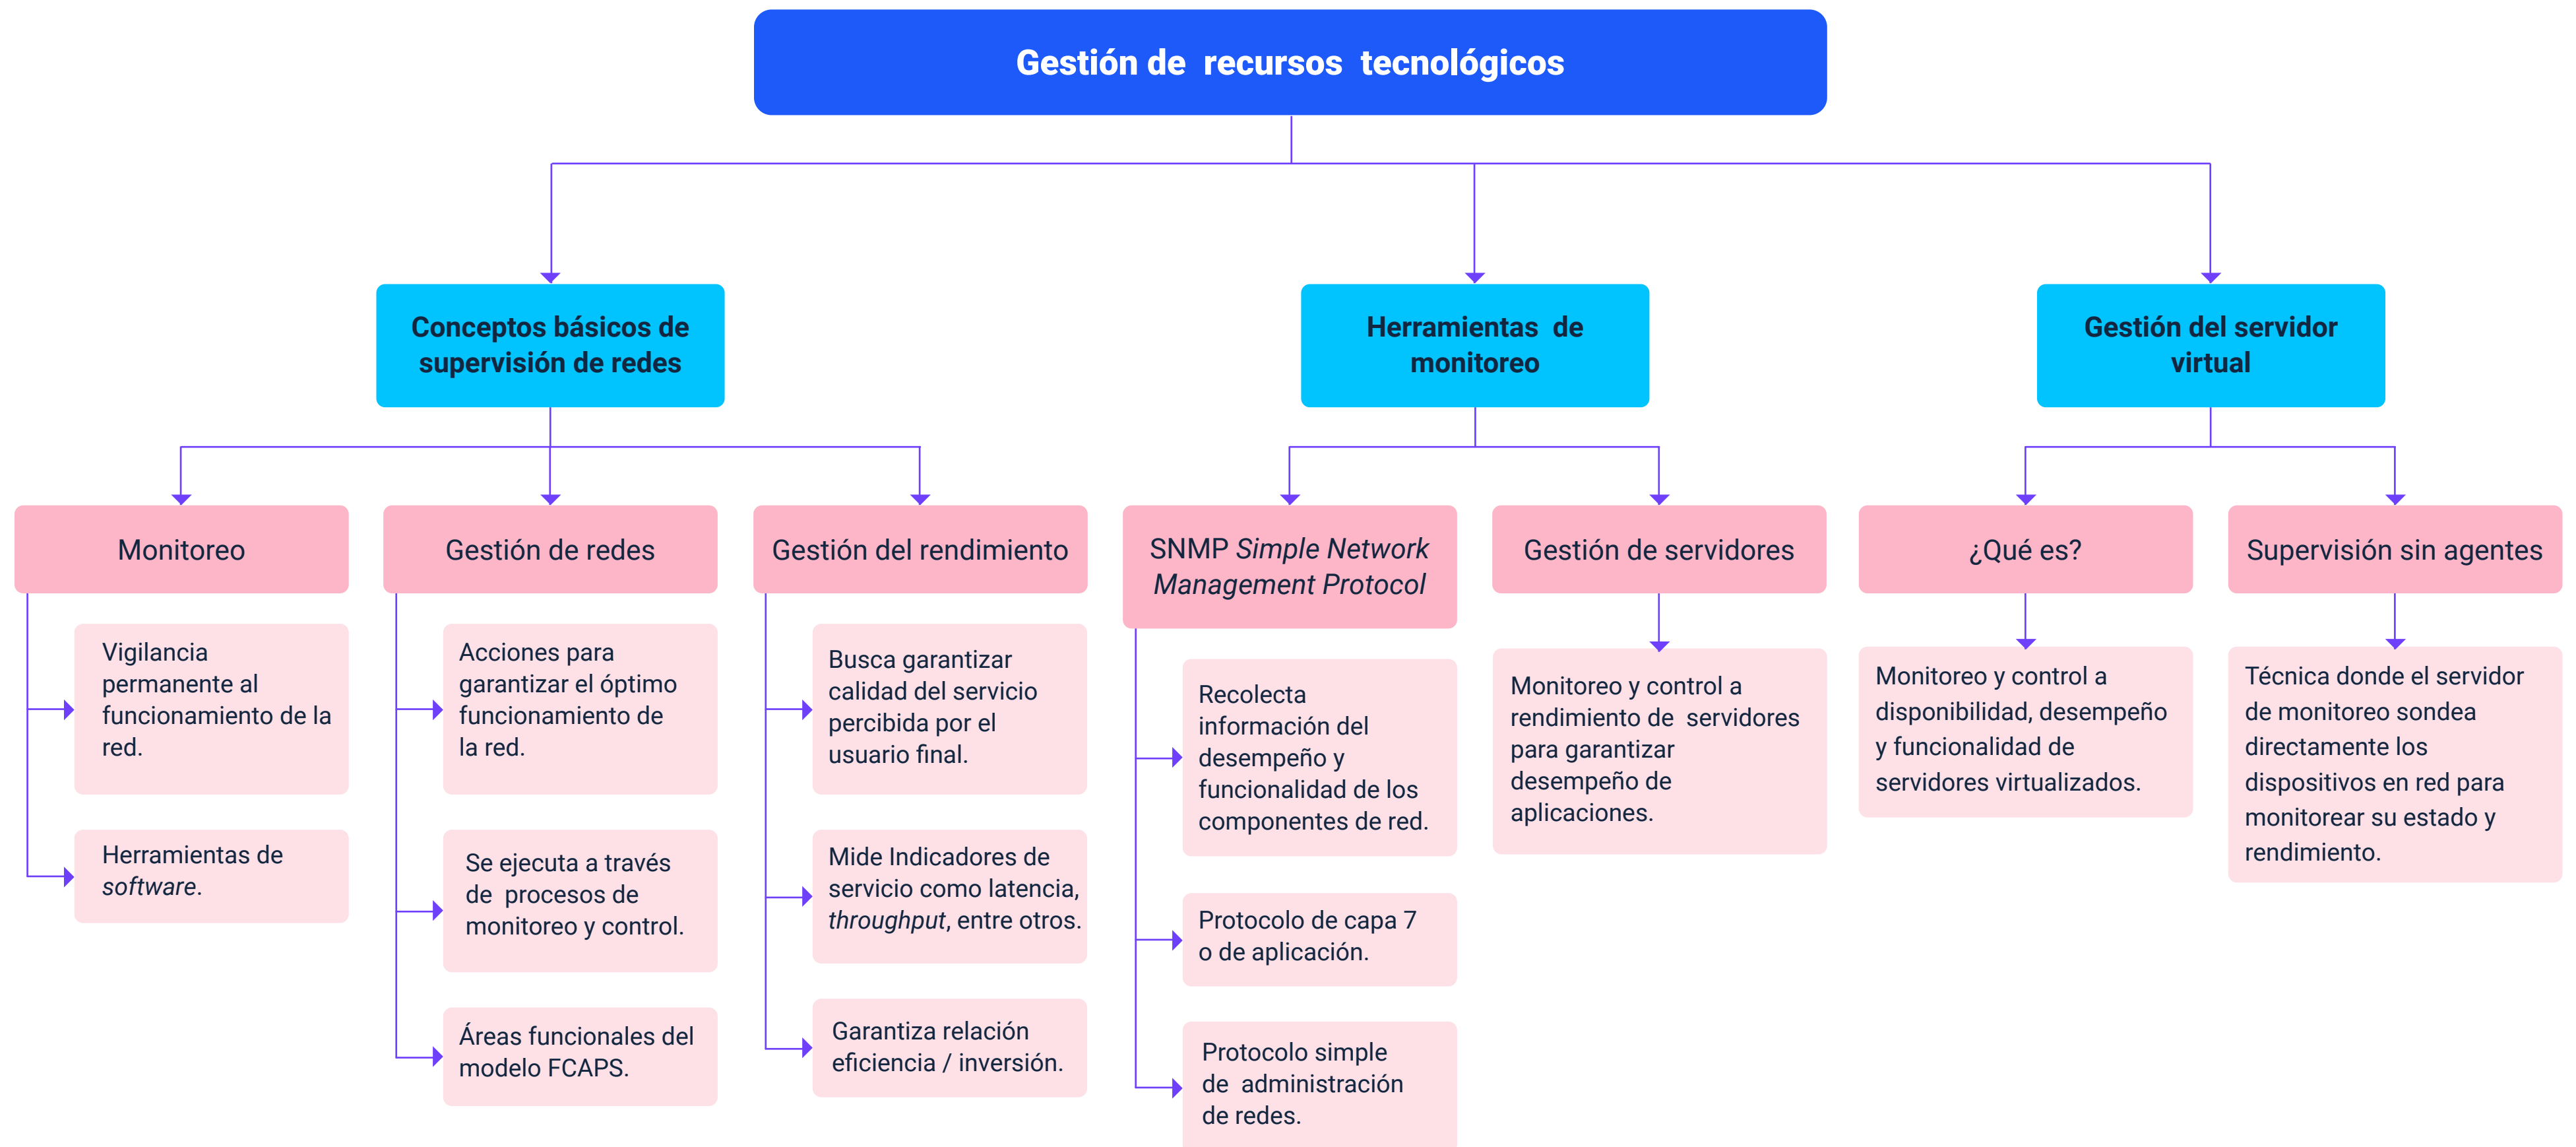 Gestión de recursos tecnológicos
Conceptos básicos de
supervisión de redes
Herramientas de
monitoreo
Gestión del servidor
virtual
Monitoreo
Vigilancia
permanente al
funcionamiento de la
red.
Herramientas de
software.
Gestión de redes
Acciones para
garantizar el óptimo
funcionamiento de
la red.
Se ejecuta a través
de procesos de
monitoreo y control.
Áreas funcionales del
modelo FCAPS.
Gestión del rendimiento
Busca garantizar
calidad del servicio
percibida por el
usuario final.
Mide Indicadores de
servicio como latencia,
throughput, entre otros.
Garantiza relación
eficiencia / inversión.
SNMP Simple Network
Management Protocol
Recolecta
información del
desempeño y
funcionalidad de los
componentes de red.
Protocolo de capa 7
o de aplicación.
Protocolo simple
de administración
de redes.
Gestión de servidores
Monitoreo y control a
rendimiento de servidores
para garantizar
desempeño de
aplicaciones.
¿Qué es?
Monitoreo y control a
disponibilidad, desempeño
y funcionalidad de
servidores virtualizados.
Supervisión sin agentes
Técnica donde el servidor
de monitoreo sondea
directamente los
dispositivos en red para
monitorear su estado y
rendimiento.